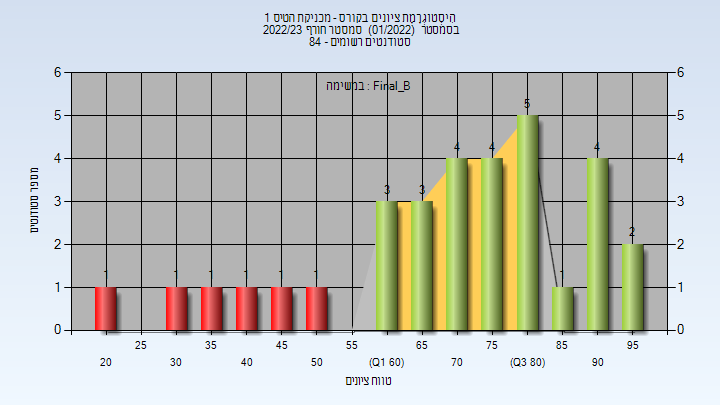 היסטוגרמת ציונים בקורס - מכניקת הטיס 1
בסמסטר (01/2022) סמסטר חורף 2022/23
סטודנטים רשומים - 84
במשימה : Final_B
מספר סטודנטים
6 6
5 5
4 4
3 3
2 2
1 1
0 0
1 1 1 1 1 1 3 3 4 4 5 1 4 2
25 35 45 55 65 75 85 95
20 30 40 50 (Q1 60) 70 (Q3 80) 90
טווח ציונים